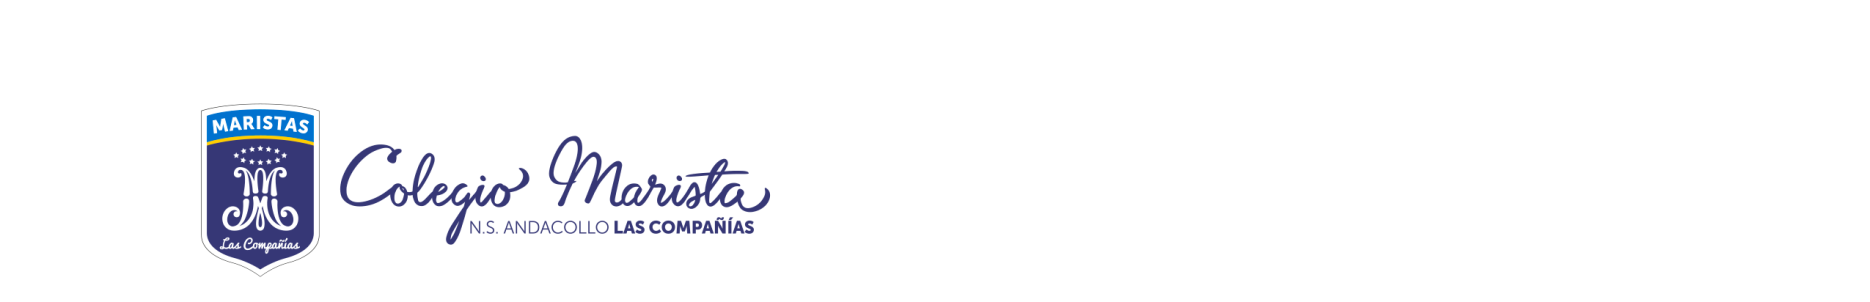 MARISTAS
Las Compañías
Colegio Marista
N.S. ANDACOLLO LAS COMPAÑÍAS